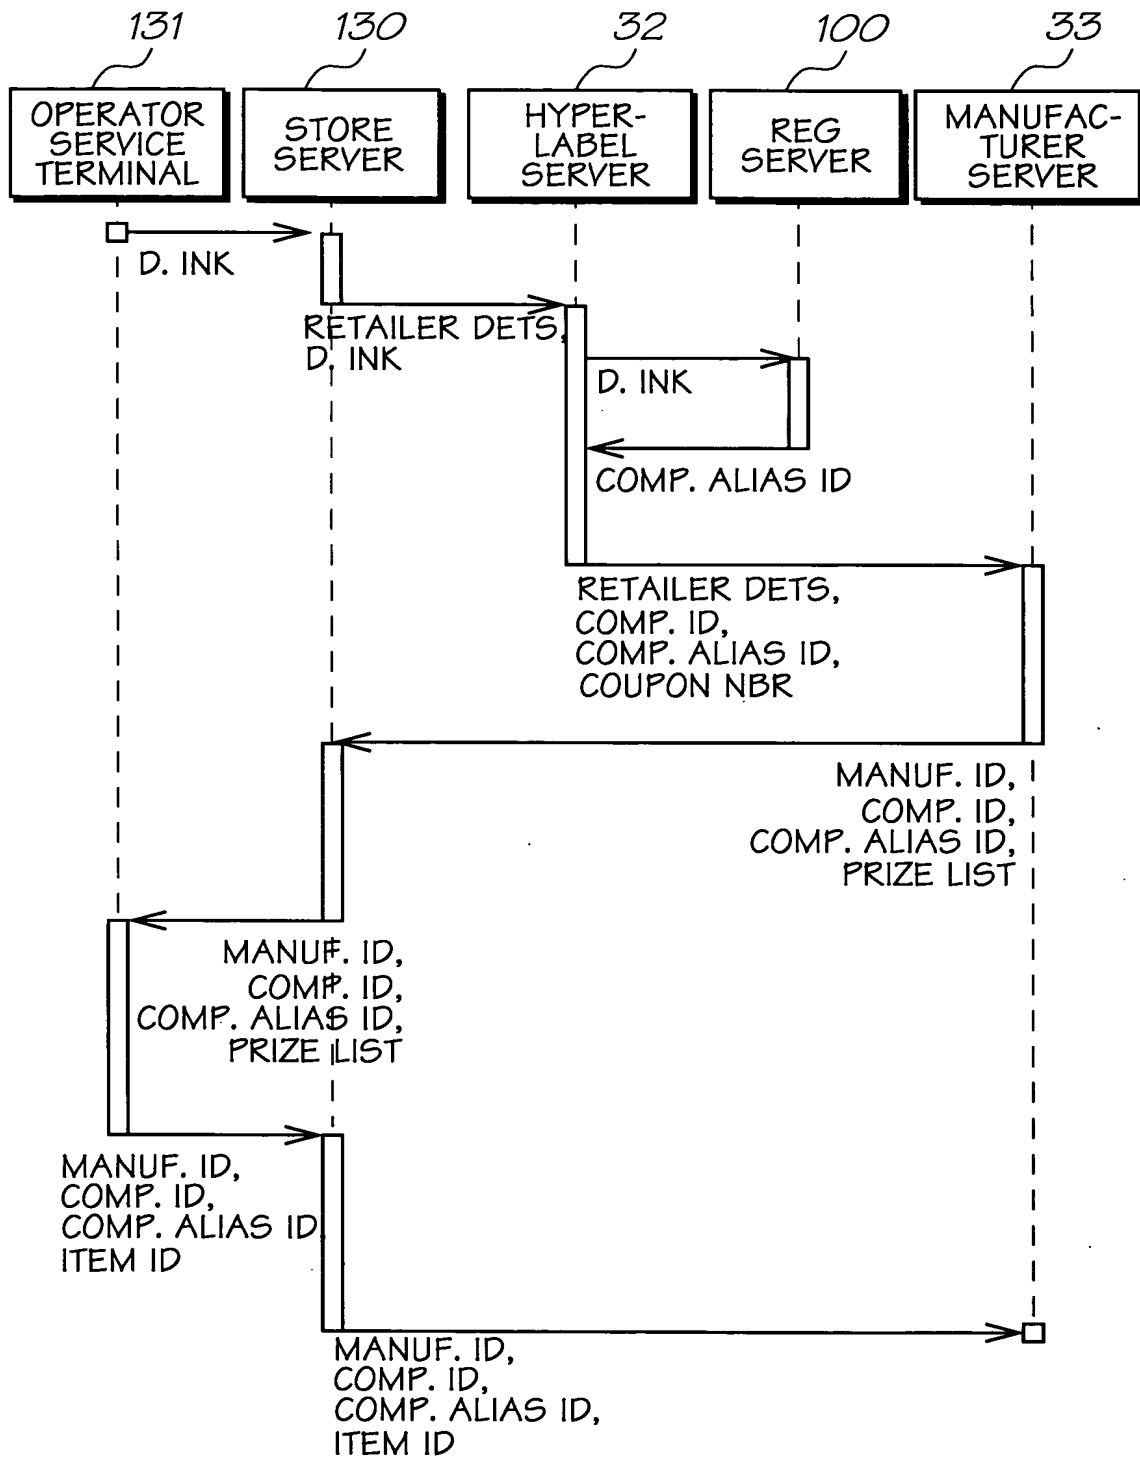 131
130
32
100
33
OPERATOR
SERVICE
TERMINAL
STORE
SERVER
HYPER-
LABEL
SERVER
REG
SERVER
MANUFAC-
TURER
SERVER
D. INK
RETAILER DETS,
D. INK
D. INK
COMP. ALIAS ID
RETAILER DETS,
COMP. ID,
COMP. ALIAS ID,
COUPON NBR
MANUF. ID,
COMP. ID,
COMP. ALIAS ID,
PRIZE LIST
MANUF. ID,
COMP. ID,
COMP. ALIAS ID,
PRIZE LIST
MANUF. ID,
COMP. ID,
COMP. ALIAS ID
ITEM ID
MANUF. ID,
COMP. ID,
COMP. ALIAS ID,
ITEM ID